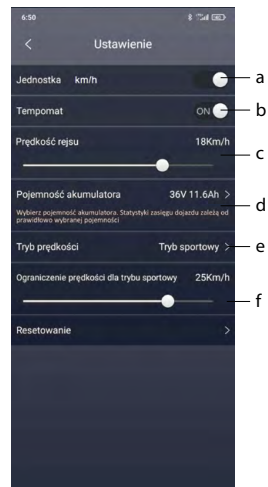 6:50
Ustawienie
Jednostka km/h
a
Tempomat ON
b
Prędkość rejsu 18Km/h
c
Pojemność akumulatora 36V 11.6Ah >
Wybierz pojemność akumulatora. Statystyki zasięgu dojazdu zależą od
prawidłowo wybranej pojemności
d
Tryb prędkości Tryb sportowy >
e
Ograniczenie prędkości dla trybu sportowy 25Km/h
f
Resetowanie >